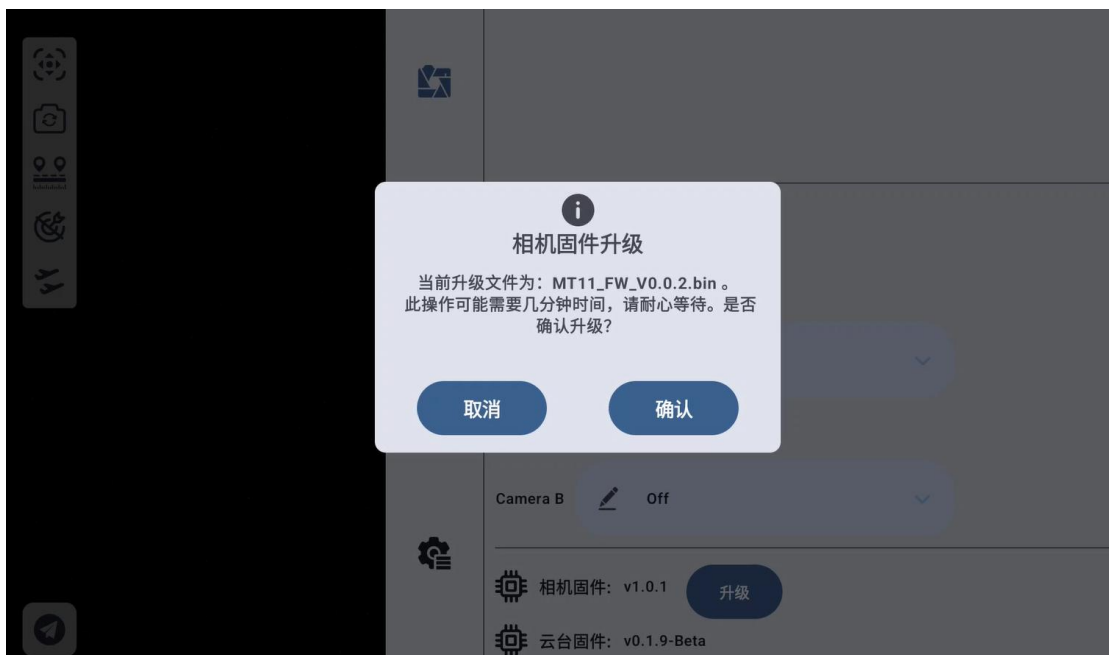 相机固件升级
当前升级文件为：MT11_FW_V0.0.2.bin 。
此操作可能需要几分钟时间，请耐心等待。是否
确认升级？
取消
确认
Camera B
Off
相机固件： v1.0.1
升级
云台固件： v0.1.9-Beta